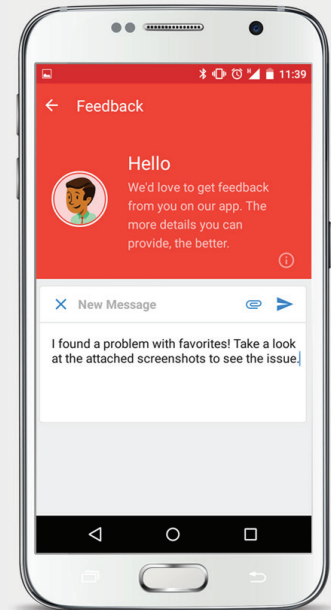 11:39
Feedback
Hello
We'd love to get feedback
from you on our app. The
more details you can
provide, the better.
New Message
I found a problem with favorites! Take a look
at the attached screenshots to see the issue.